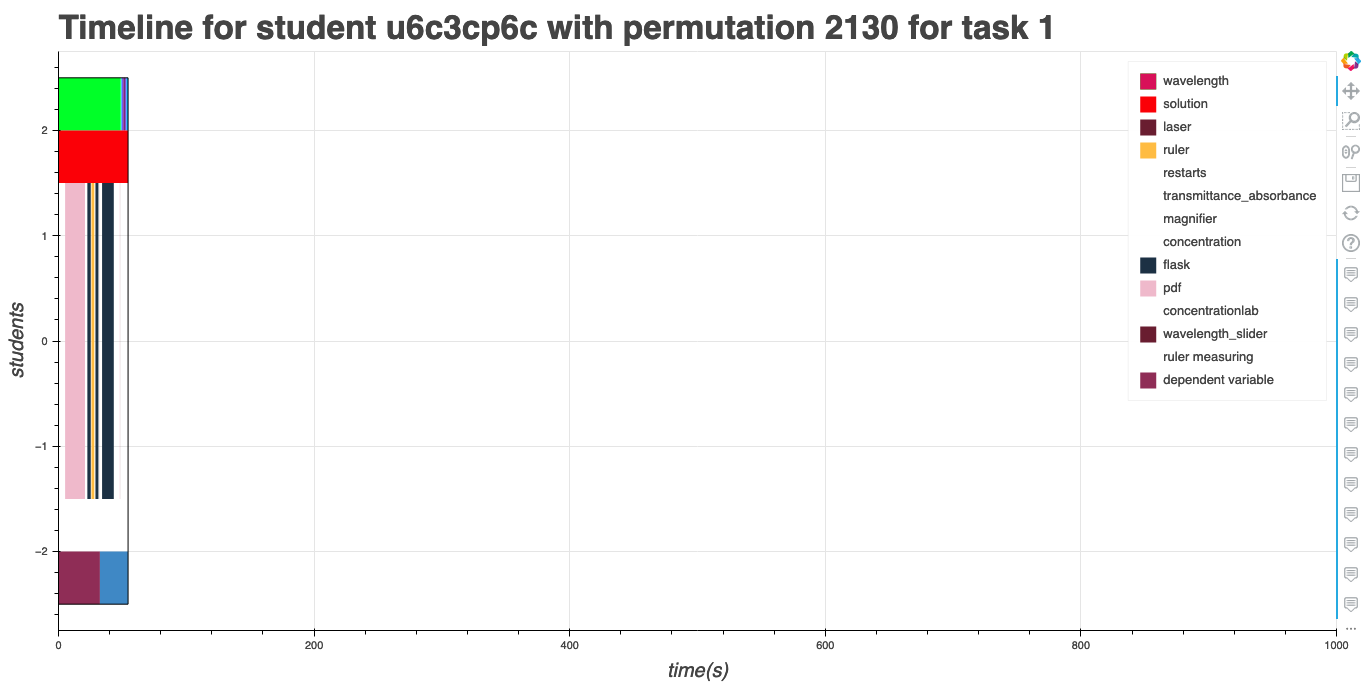 Timeline for student u6c3cp6c with permutation 2130 for task 1
wavelength
solution
laser
ruler
restarts
transmittance_absorbance
magnifier
concentration
flask
pdf
concentrationlab
wavelength_slider
ruler measuring
dependent variable
students
2
1
0
−1
−2
0 200 400 600 800 1000
time(s)